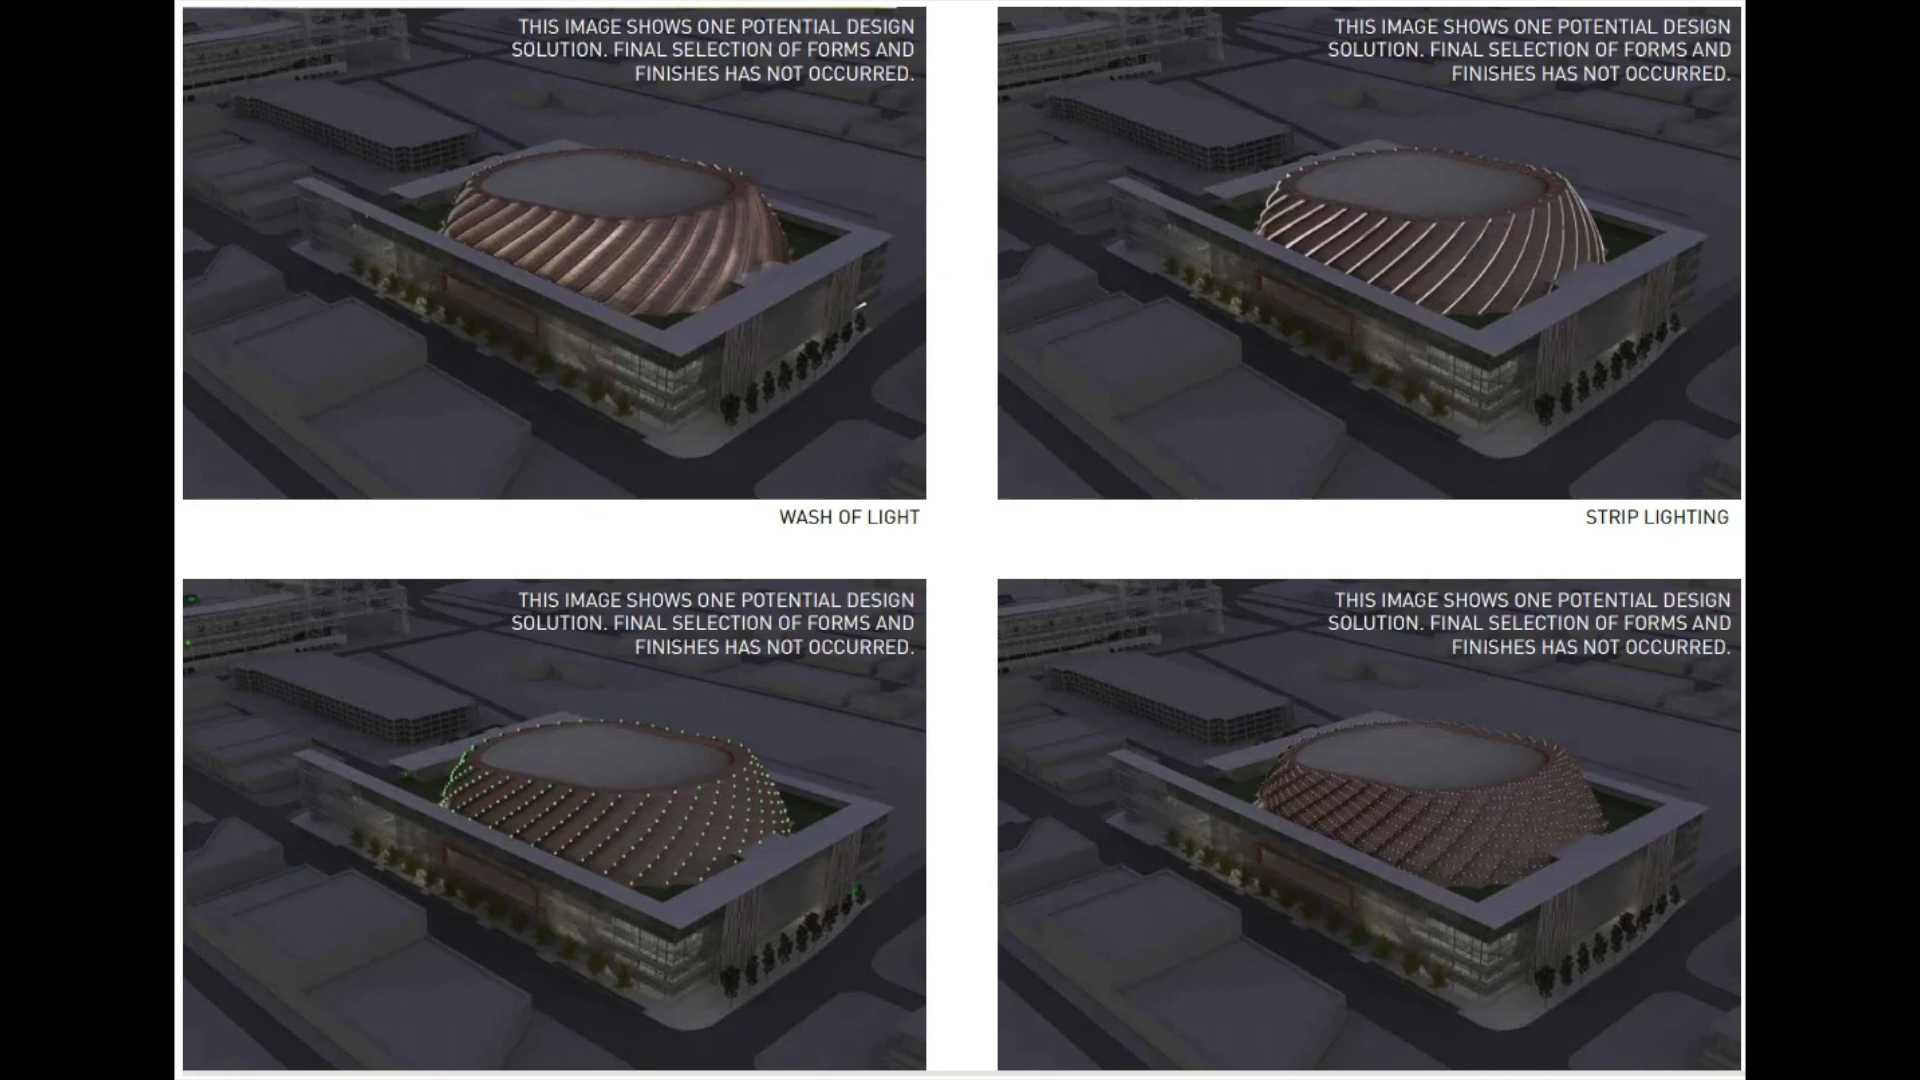 THIS IMAGE SHOWS ONE POTENTIAL DESIGN
SOLUTION. FINAL SELECTION OF FORMS AND
FINISHES HAS NOT OCCURRED.
THIS IMAGE SHOWS ONE POTENTIAL DESIGN
SOLUTION. FINAL SELECTION OF FORMS AND
FINISHES HAS NOT OCCURRED.
WASH OF LIGHT
STRIP LIGHTING
THIS IMAGE SHOWS ONE POTENTIAL DESIGN
SOLUTION. FINAL SELECTION OF FORMS AND
FINISHES HAS NOT OCCURRED.
THIS IMAGE SHOWS ONE POTENTIAL DESIGN
SOLUTION. FINAL SELECTION OF FORMS AND
FINISHES HAS NOT OCCURRED.